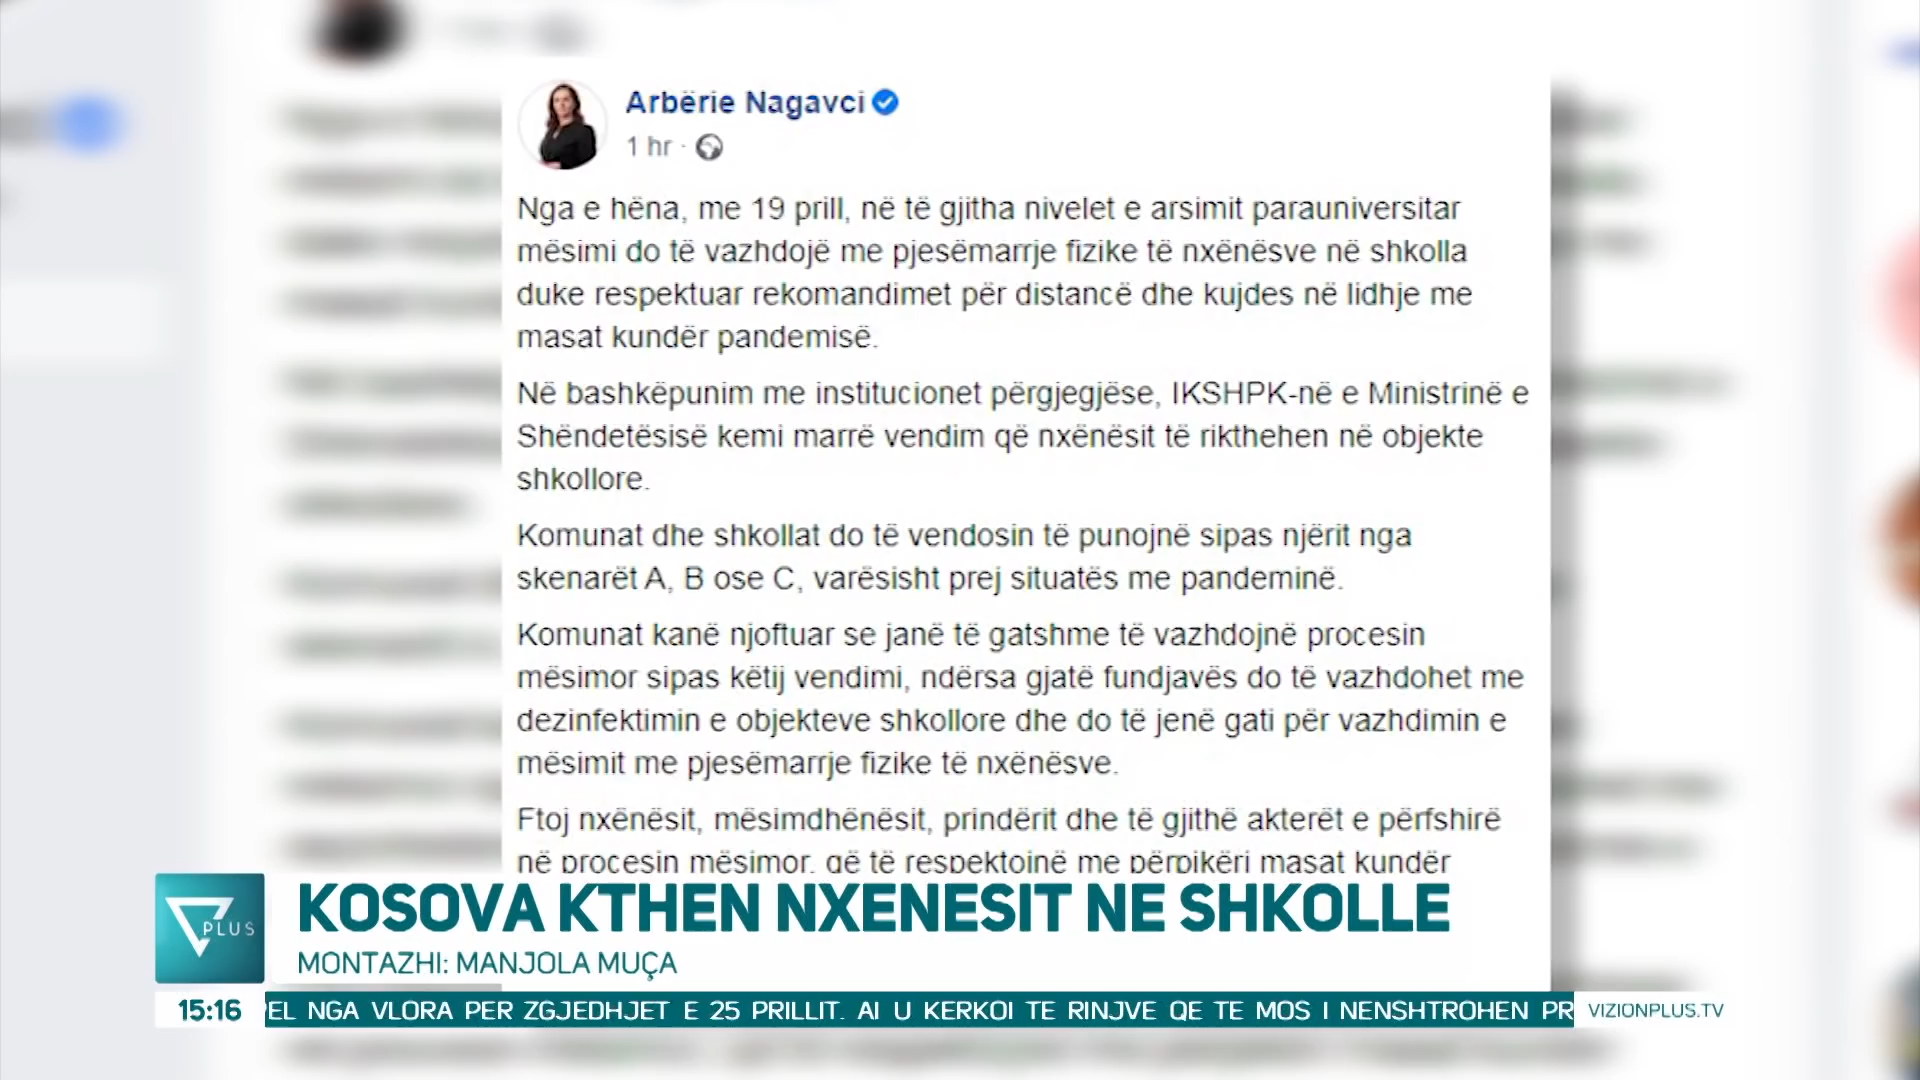 Arbërie Nagavci
1 hr ·
Nga e hëna, me 19 prill, në të gjitha nivelet e arsimit parauniversitar
mësimi do të vazhdojë me pjesëmarrje fizike të nxënësve në shkolla
duke respektuar rekomandimet për distancë dhe kujdes në lidhje me
masat kundër pandemisë.
Në bashkëpunim me institucionet përgjegjëse, IKSHPK-në e Ministrinë e
Shëndetësisë kemi marrë vendim që nxënësit të rikthehen në objekte
shkollore.
Komunat dhe shkollat do të vendosin të punojnë sipas njërit nga
skenarët A, B ose C, varësisht prej situatës me pandeminë.
Komunat kanë njoftuar se janë të gatshme të vazhdojnë procesin
mësimor sipas këtij vendimi, ndërsa gjatë fundjavës do të vazhdohet me
dezinfektimin e objekteve shkollore dhe do të jenë gati për vazhdimin e
mësimit me pjesëmarrje fizike të nxënësve.
Ftoj nxënësit, mësimdhënësit, prindërit dhe të gjithë akterët e përfshirë
në procesin mësimor, që të respektojnë me përpikëri masat kundër
PLUS
KOSOVA KTHEN NXENESIT NE SHKOLLE
MONTAZHI: MANJOLA MUÇA
15:16 PEL NGA VLORA PER ZGJEDHJET E 25 PRILLIT. AI U KERKOI TE RINJVE QE TE MOS I NENSHTROHEN PR VIZIONPLUS.TV